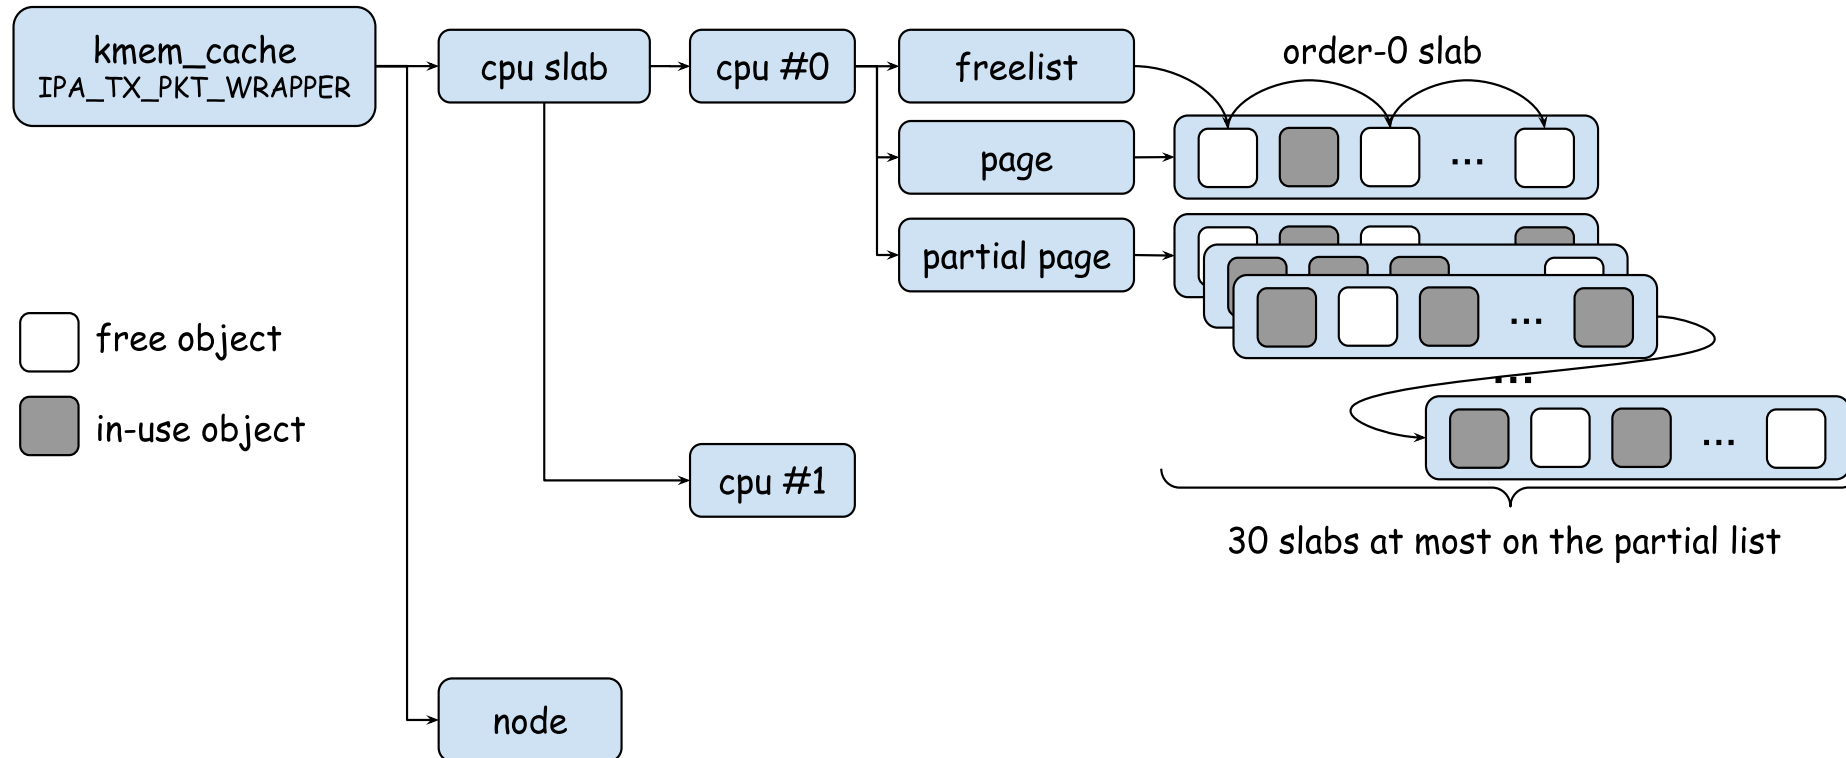 kmem_cache
IPA_TX_PKT_WRAPPER
cpu slab
cpu #0
freelist
order-0 slab
page
...
partial page
free object
...
...
in-use object
...
cpu #1
30 slabs at most on the partial list
node